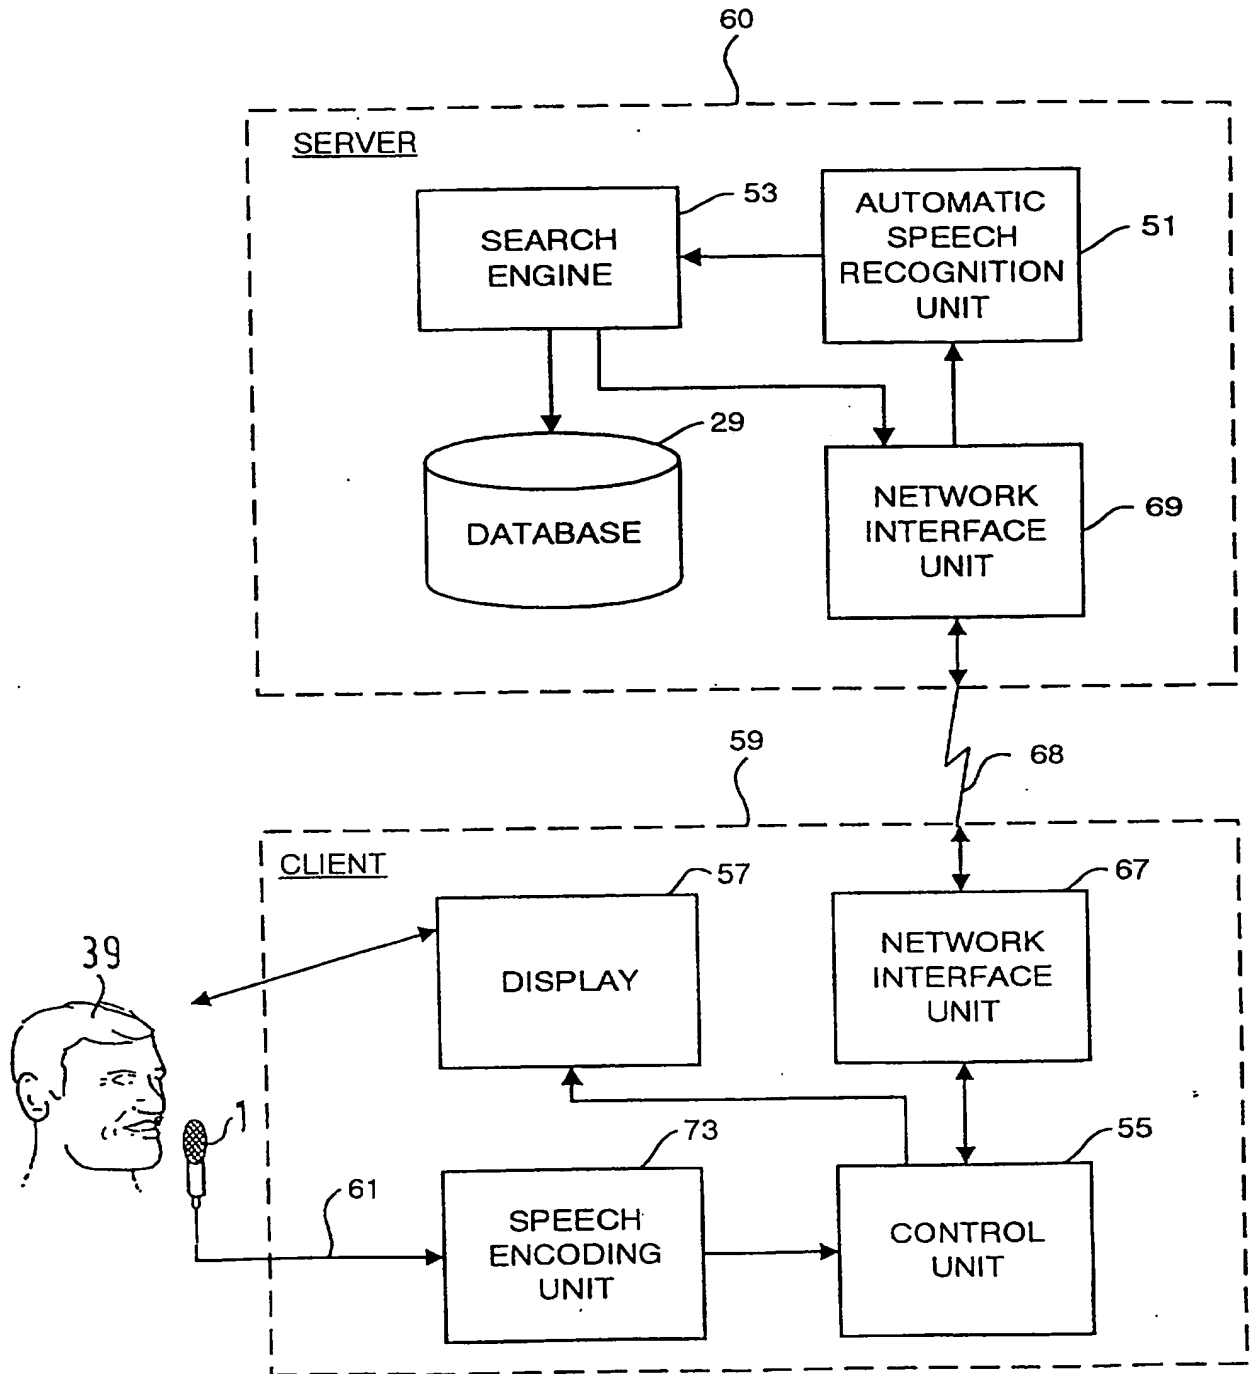 60
SERVER
53
SEARCH
ENGINE
AUTOMATIC
SPEECH
RECOGNITION
UNIT
51
29
DATABASE
NETWORK
INTERFACE
UNIT
69
59
68
CLIENT
57
DISPLAY
67
NETWORK
INTERFACE
UNIT
39
1
61
73
SPEECH
ENCODING
UNIT
55
CONTROL
UNIT